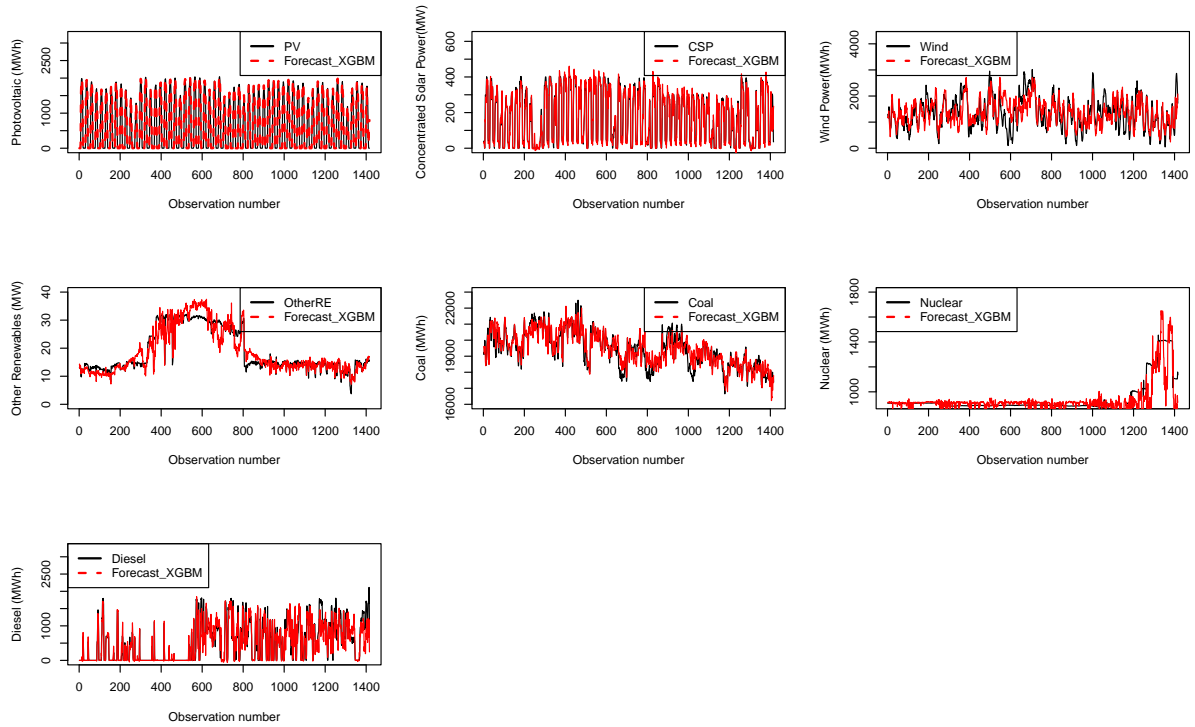 Photovoltaic (MWh)
0 1000 2500
PV
Forecast_XGBM
0 200 400 600 800 1000 1200 1400
Observation number
Concentrated Solar Power(MW)
0 200 400 600
CSP
Forecast_XGBM
0 200 400 600 800 1000 1200 1400
Observation number
Wind Power(MWh)
0 2000 4000
Wind
Forecast_XGBM
0 200 400 600 800 1000 1200 1400
Observation number
Other Renewables (MW)
0 10 20 30 40
OtherRE
Forecast_XGBM
0 200 400 600 800 1000 1200 1400
Observation number
Coal (MWh)
16000 19000 22000
Coal
Forecast_XGBM
0 200 400 600 800 1000 1200 1400
Observation number
Nuclear (MWh)
1000 1400 1800
Nuclear
Forecast_XGBM
0 200 400 600 800 1000 1200 1400
Observation number
Diesel (MWh)
0 1000 2500
Diesel
Forecast_XGBM
0 200 400 600 800 1000 1200 1400
Observation number